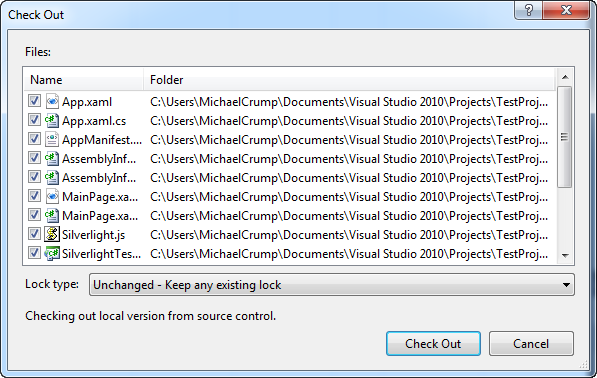 Check Out
Files:
Name Folder
App.xaml C:\Users\MichaelCrump\Documents\Visual Studio 2010\Projects\TestProj...
App.xaml.cs C:\Users\MichaelCrump\Documents\Visual Studio 2010\Projects\TestProj...
AppManifest.... C:\Users\MichaelCrump\Documents\Visual Studio 2010\Projects\TestProj...
AssemblyInf... C:\Users\MichaelCrump\Documents\Visual Studio 2010\Projects\TestProj...
AssemblyInf... C:\Users\MichaelCrump\Documents\Visual Studio 2010\Projects\TestProj...
MainPage.xa... C:\Users\MichaelCrump\Documents\Visual Studio 2010\Projects\TestProj...
MainPage.xa... C:\Users\MichaelCrump\Documents\Visual Studio 2010\Projects\TestProj...
Silverlight.js C:\Users\MichaelCrump\Documents\Visual Studio 2010\Projects\TestProj...
SilverlightTes... C:\Users\MichaelCrump\Documents\Visual Studio 2010\Projects\TestProj...
Lock type: Unchanged - Keep any existing lock
Checking out local version from source control.
Check Out Cancel